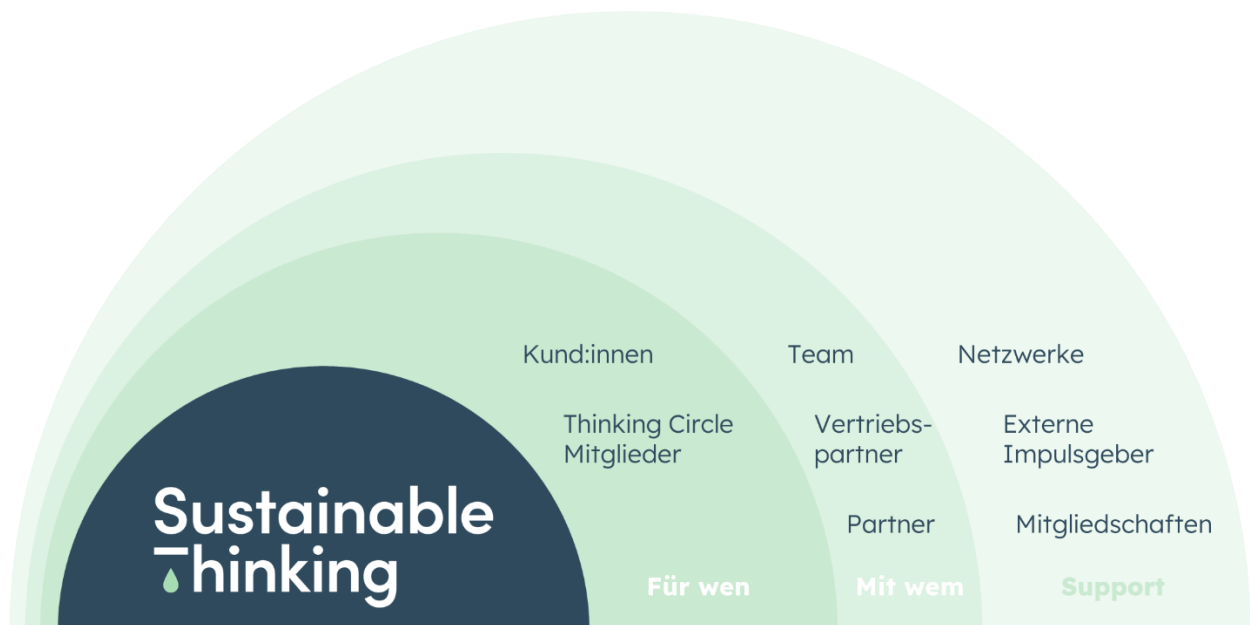 Kund:innen
Team
Netzwerke
Thinking Circle
Mitglieder
Vertriebs-
partner
Externe
Impulsgeber
Partner
Mitgliedschaften
Sustainable
Thinking
Für wen
Mit wem
Support